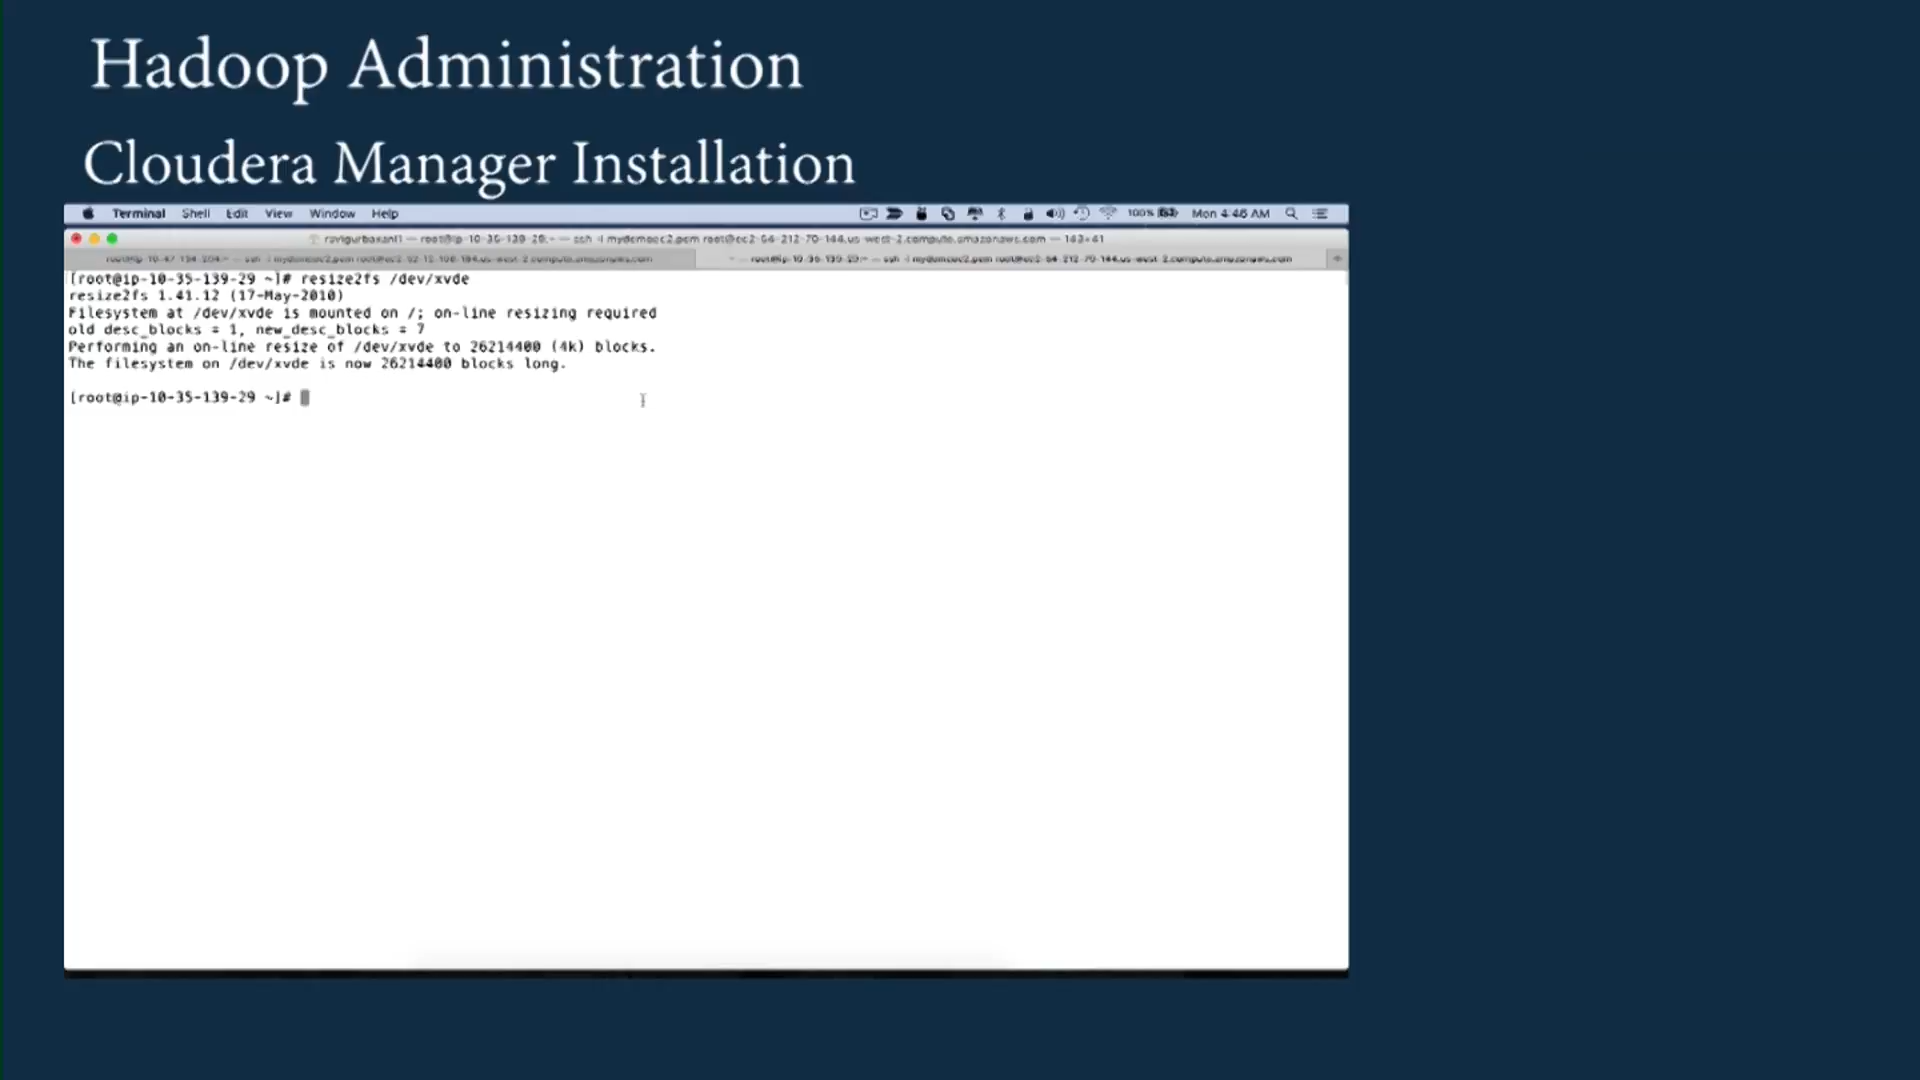 Hadoop Administration
Cloudera Manager Installation
Terminal Shell Edit View Window Help 100% Mon 4:46 AM
[root@ip-10-35-139-29 ~]# resize2fs /dev/xvde
resize2fs 1.41.12 (17-May-2010)
Filesystem at /dev/xvde is mounted on /; on-line resizing required
old desc_blocks = 1, new_desc_blocks = 7
Performing an on-line resize of /dev/xvde to 26214400 (4k) blocks.
The filesystem on /dev/xvde is now 26214400 blocks long.
[root@ip-10-35-139-29 ~]#